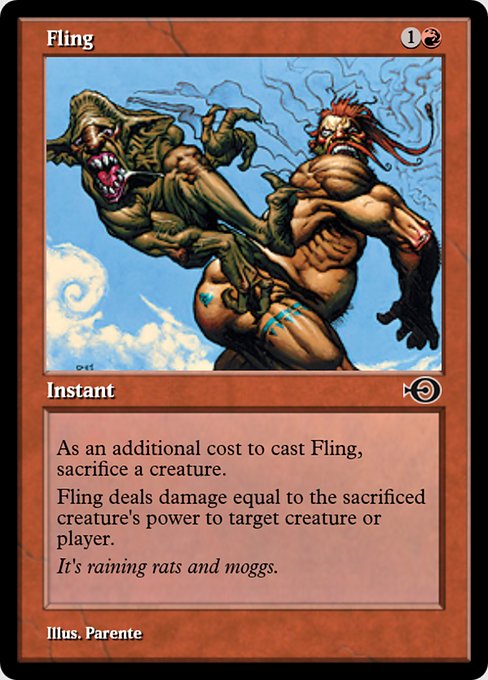 Fling 1
Instant
As an additional cost to cast Fling,
sacrifice a creature.
Fling deals damage equal to the sacrificed
creature's power to target creature or
player.
It's raining rats and moggs.
Illus. Parente